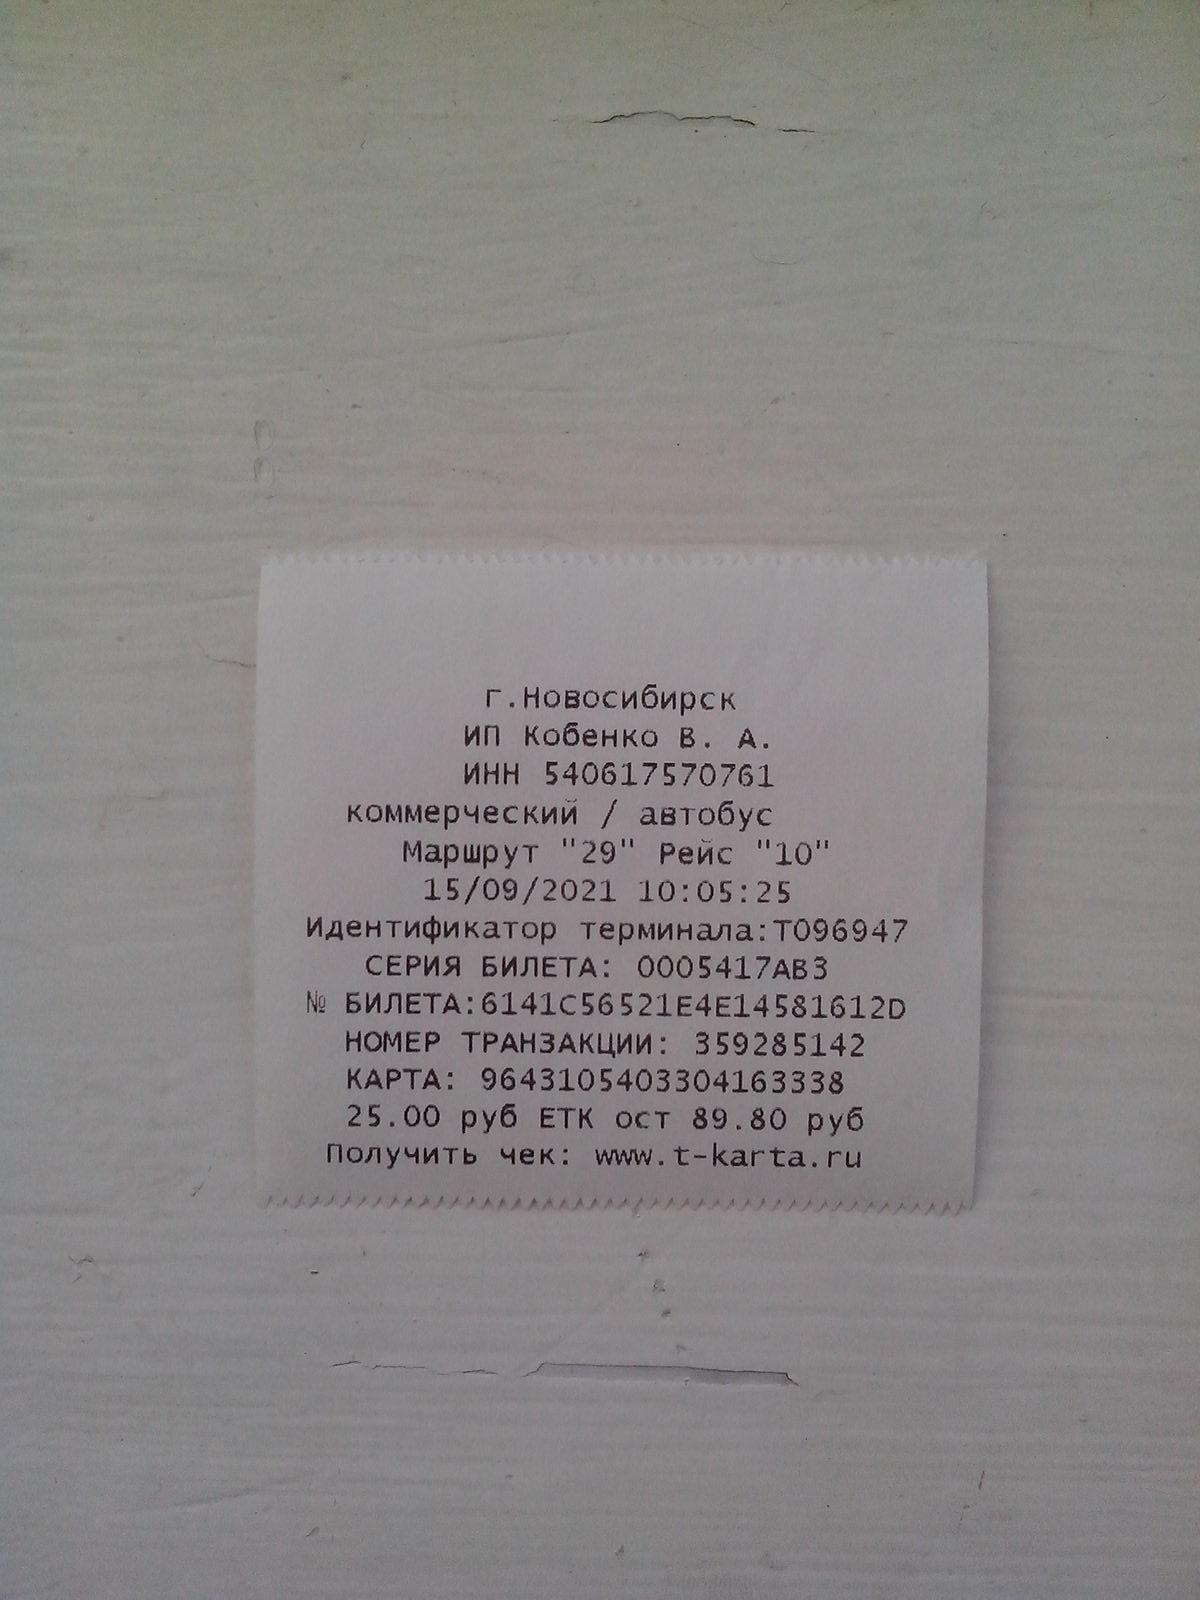 г.Новосибирск
ИП Кобенко В. А.
ИНН 540617570761
коммерческий / автобус
Маршрут "29" Рейс "10"
15/09/2021 10:05:25
Идентификатор терминала:Т096947
СЕРИЯ БИЛЕТА: 0005417AB3
№ БИЛЕТА:6141C56521E4E14581612D
НОМЕР ТРАНЗАКЦИИ: 359285142
КАРТА: 9643105403304163338
25.00 руб ЕТК ост 89.80 руб
Получить чек: www.t-karta.ru